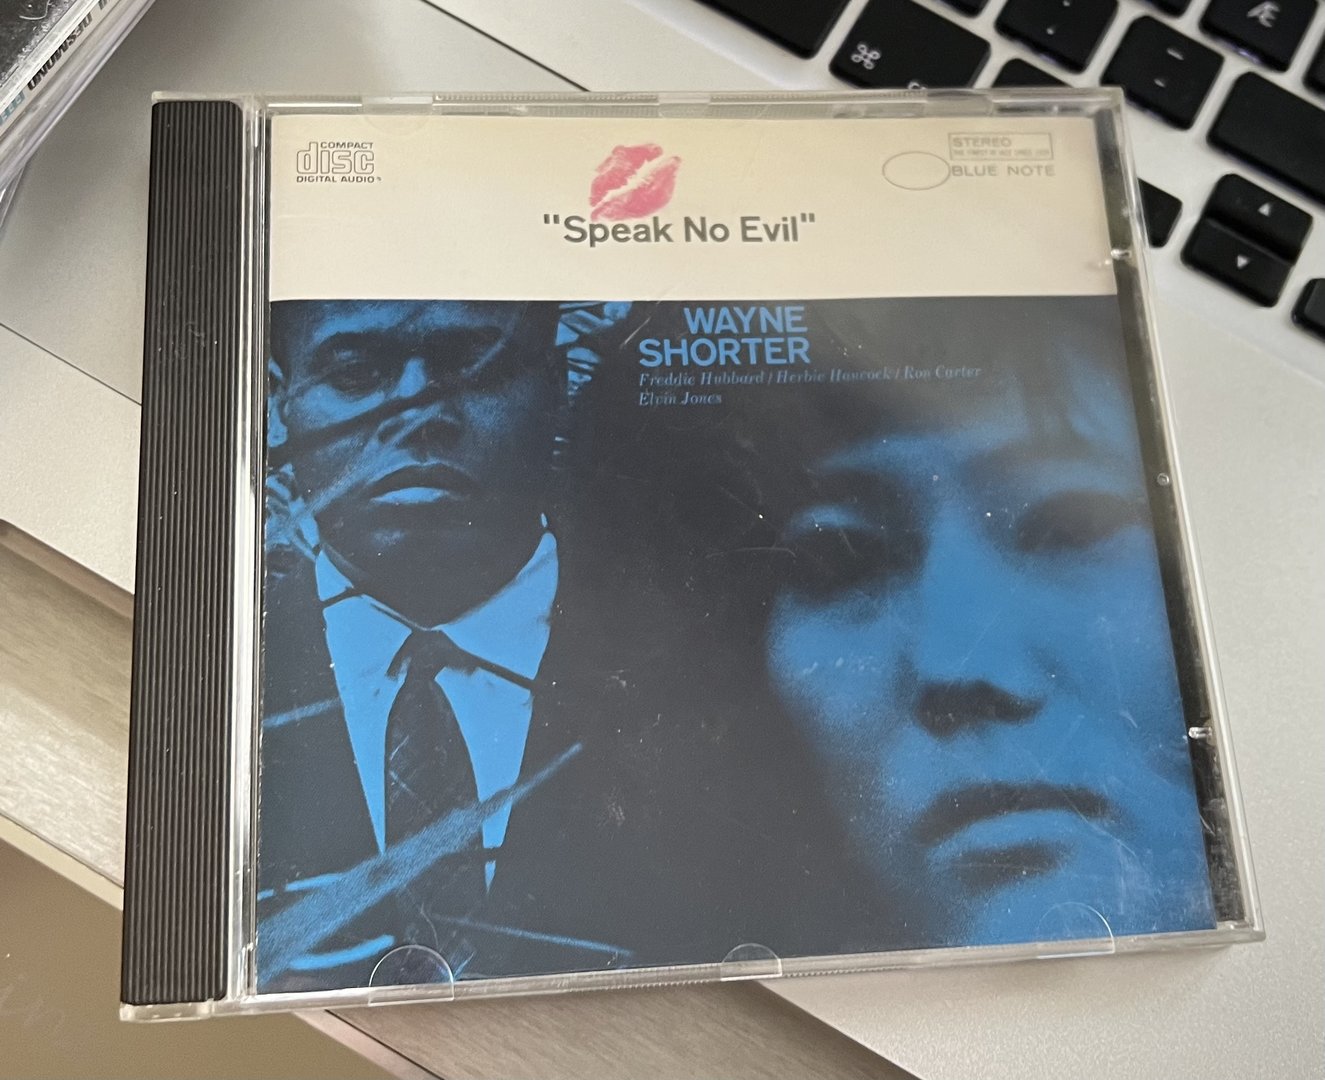 COMPACT
disc
DIGITAL AUDIO
"Speak No Evil"
STEREO
BLUE NOTE
WAYNE
SHORTER
Freddie Hubbard / Herbie Hancock / Ron Carter
Elvin Jones
DESMOND
⌘
Æ